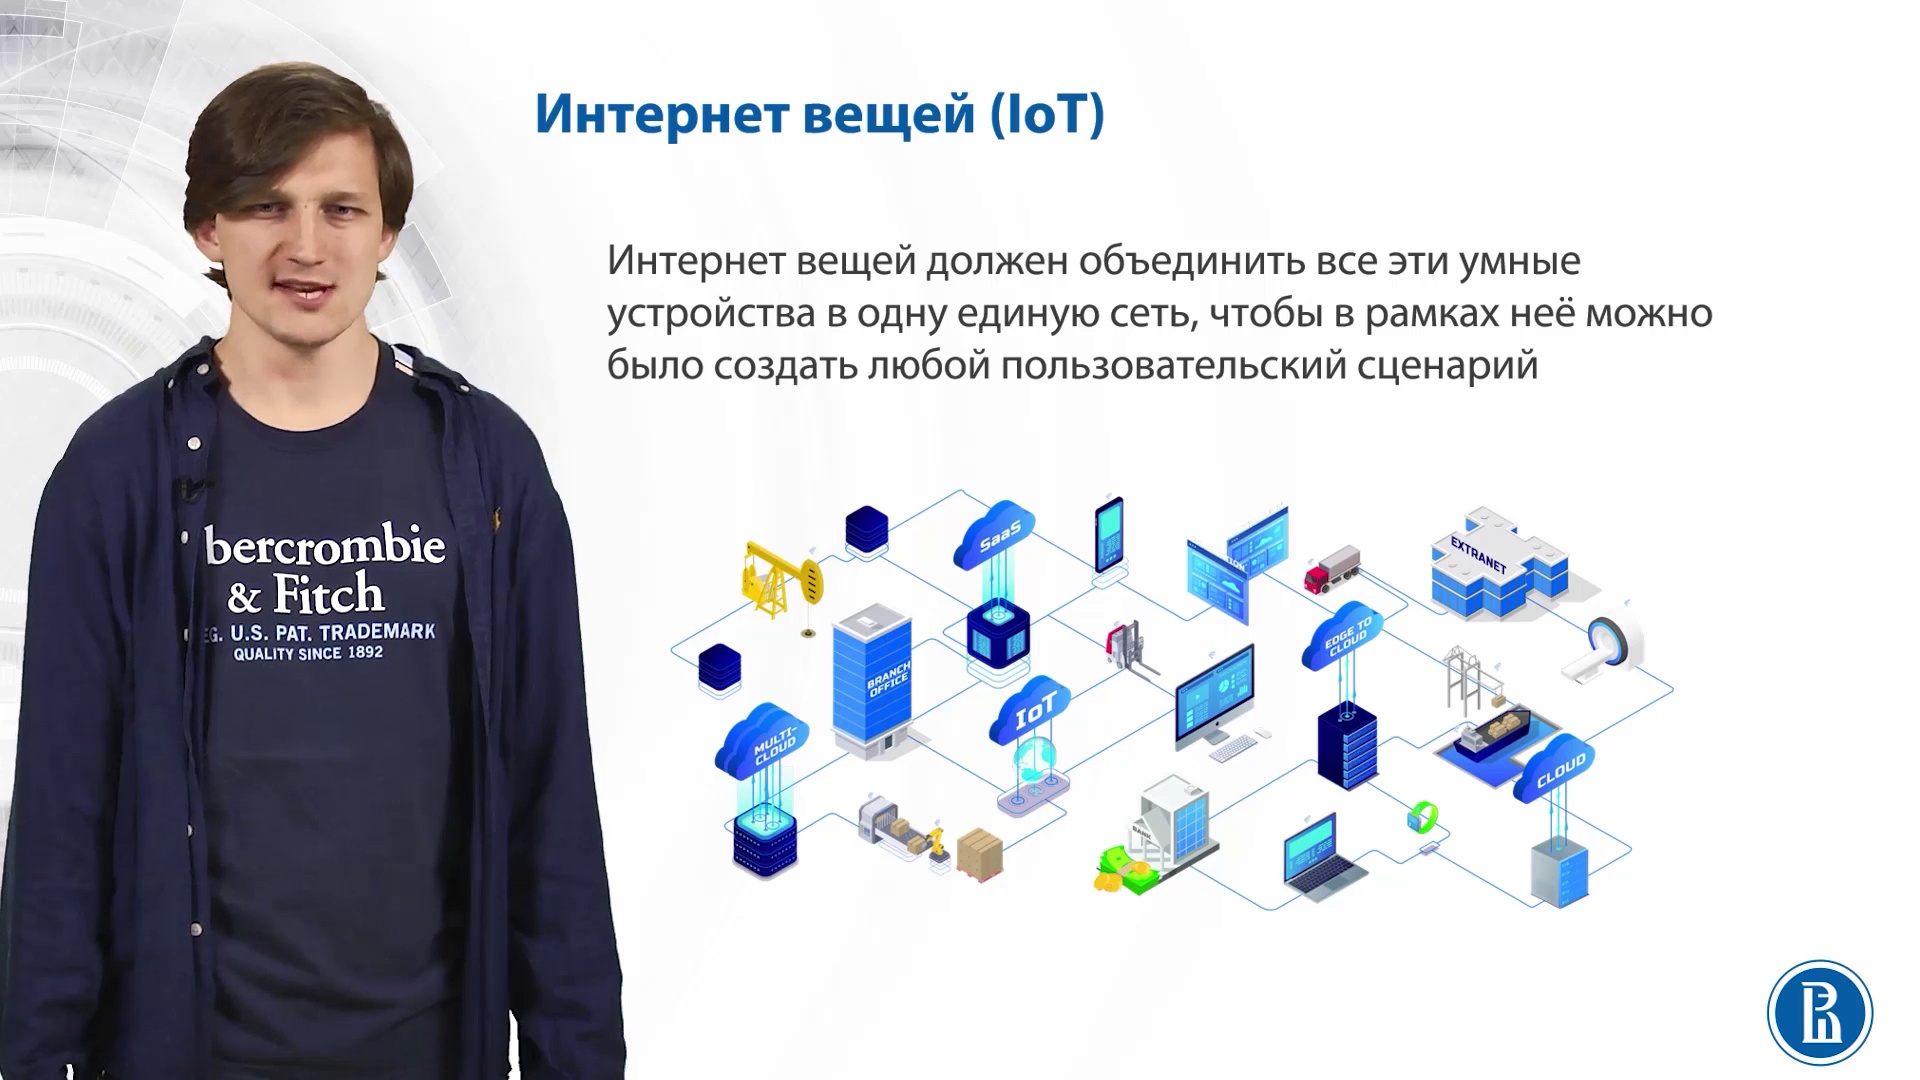 Интернет вещей (IoT)
Интернет вещей должен объединить все эти умные
устройства в одну единую сеть, чтобы в рамках неё можно
было создать любой пользовательский сценарий
bercrombie
& Fitch
EG. U.S. PAT. TRADEMARK
QUALITY SINCE 1892
SaaS
EXTRANET
EDGE TO
CLOUD
BRANCH
OFFICE
IoT
MULTI-
CLOUD
CLOUD
BANK